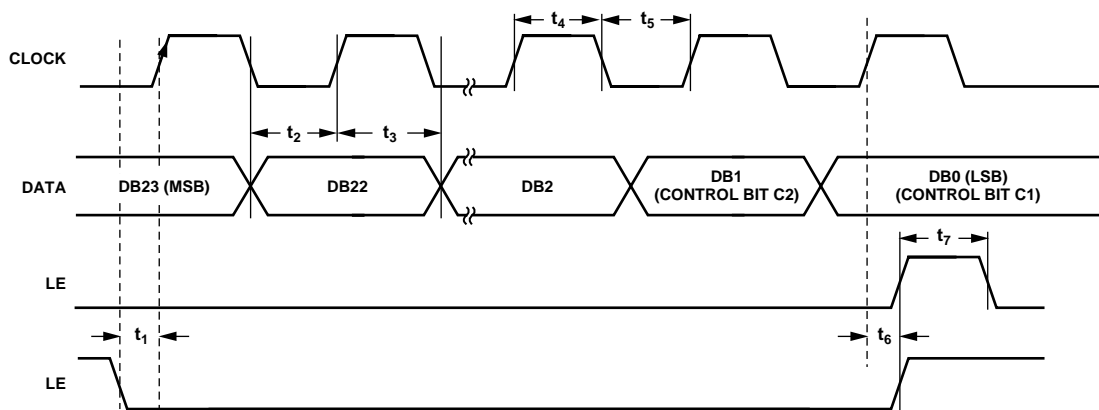 t4 t5
CLOCK
t2 t3
DATA
DB23 (MSB)
DB22
DB2
DB1
(CONTROL BIT C2)
DB0 (LSB)
(CONTROL BIT C1)
t7
LE
t1
t6
LE